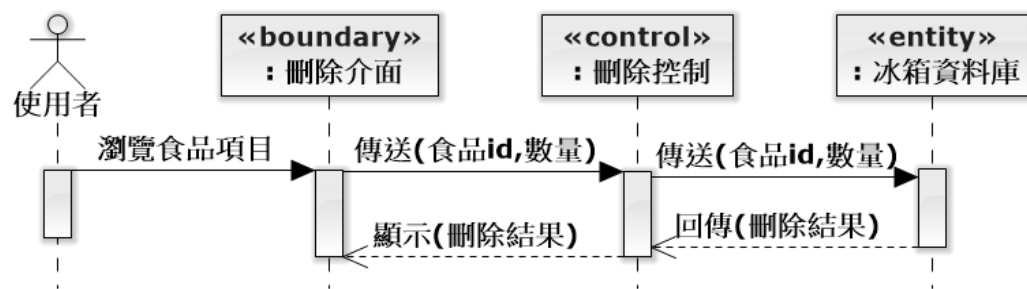 «boundary»
: 刪除介面
«control»
: 刪除控制
«entity»
: 冰箱資料庫
使用者
瀏覽食品項目
傳送(食品id,數量)
傳送(食品id,數量)
顯示(刪除結果)
回傳(刪除結果)